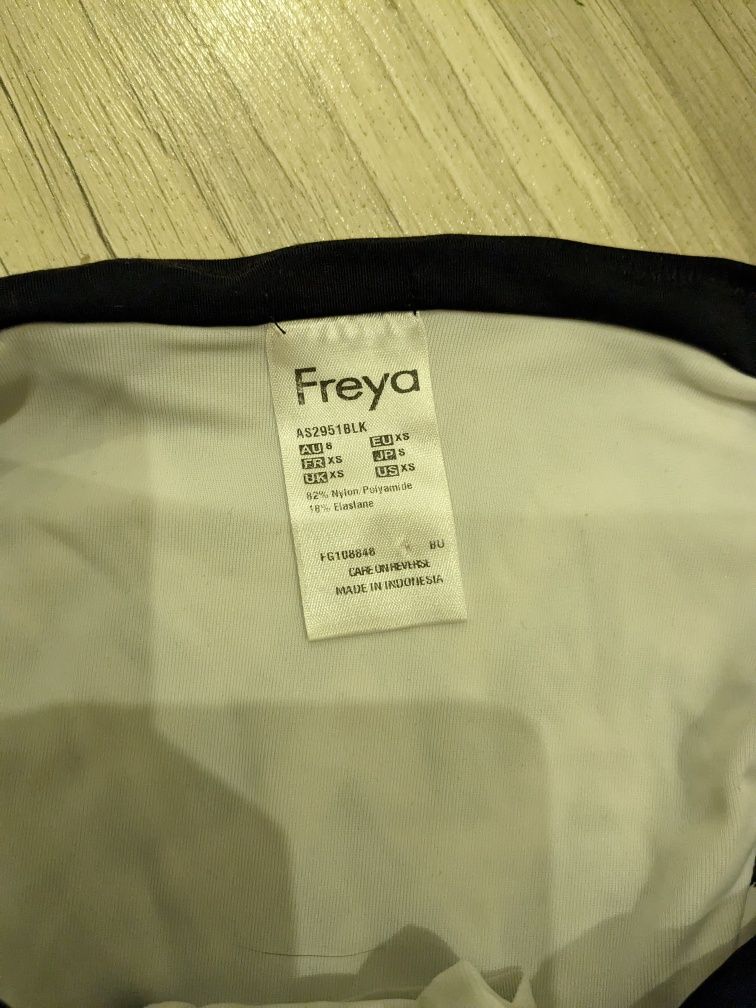 Freya
AS2951BLK
AU 8 EU XS
FR XS JP S
UK XS US XS
82% Nylon/Polyamide
18% Elastane
FG108848 BU
CARE ON REVERSE
MADE IN INDONESIA